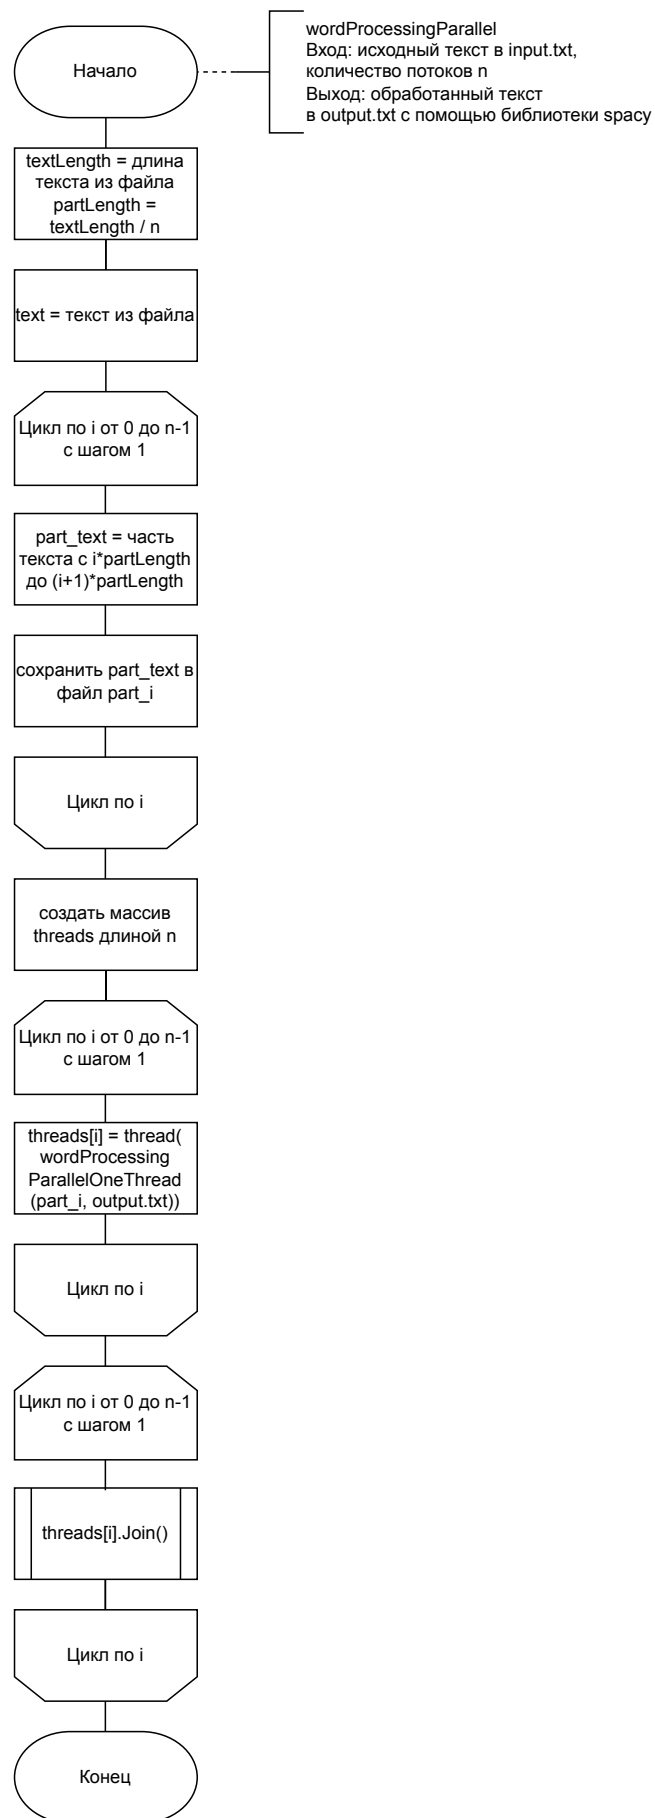 Начало
wordProcessingParallel
Вход: исходный текст в input.txt,
количество потоков n
Выход: обработанный текст
в output.txt с помощью библиотеки spacy
textLength = длина
текста из файла
partLength =
textLength / n
text = текст из файла
Цикл по i от 0 до n-1
с шагом 1
part_text = часть
текста с i*partLength
до (i+1)*partLength
сохранить part_text в
файл part_i
Цикл по i
создать массив
threads длиной n
Цикл по i от 0 до n-1
с шагом 1
threads[i] = thread(
wordProcessing
ParallelOneThread
(part_i, output.txt))
Цикл по i
Цикл по i от 0 до n-1
с шагом 1
threads[i].Join()
Цикл по i
Конец